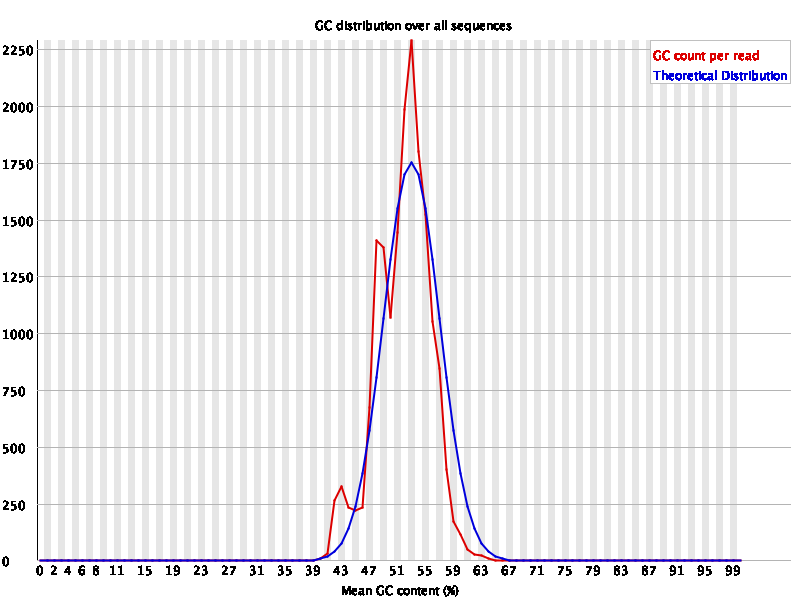 GC distribution over all sequences
GC count per read
Theoretical Distribution
2250
2000
1750
1500
1250
1000
750
500
250
0
0 2 4 6 8 11 15 19 23 27 31 35 39 43 47 51 55 59 63 67 71 75 79 83 87 91 95 99
Mean GC content (%)